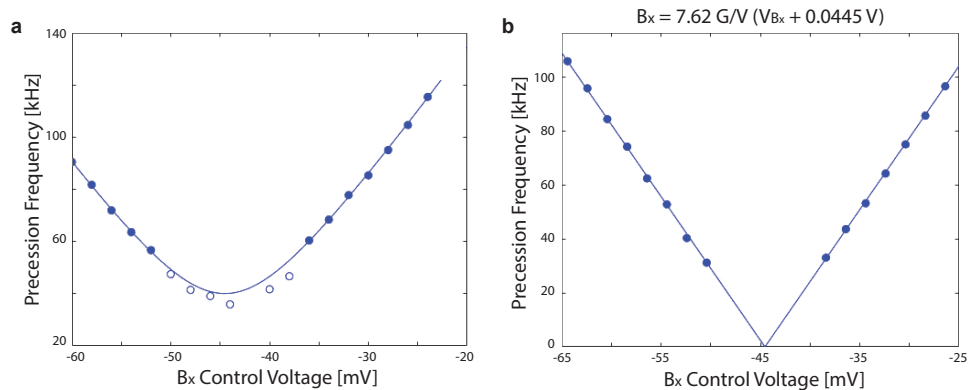 a
140
100
60
20
-60
-50
-40
-30
-20
Precession Frequency [kHz]
Bx Control Voltage [mV]
b
Bx = 7.62 G/V (VBx + 0.0445 V)
100
80
60
40
20
0
-65
-55
-45
-35
-25
Precession Frequency [kHz]
Bx Control Voltage [mV]